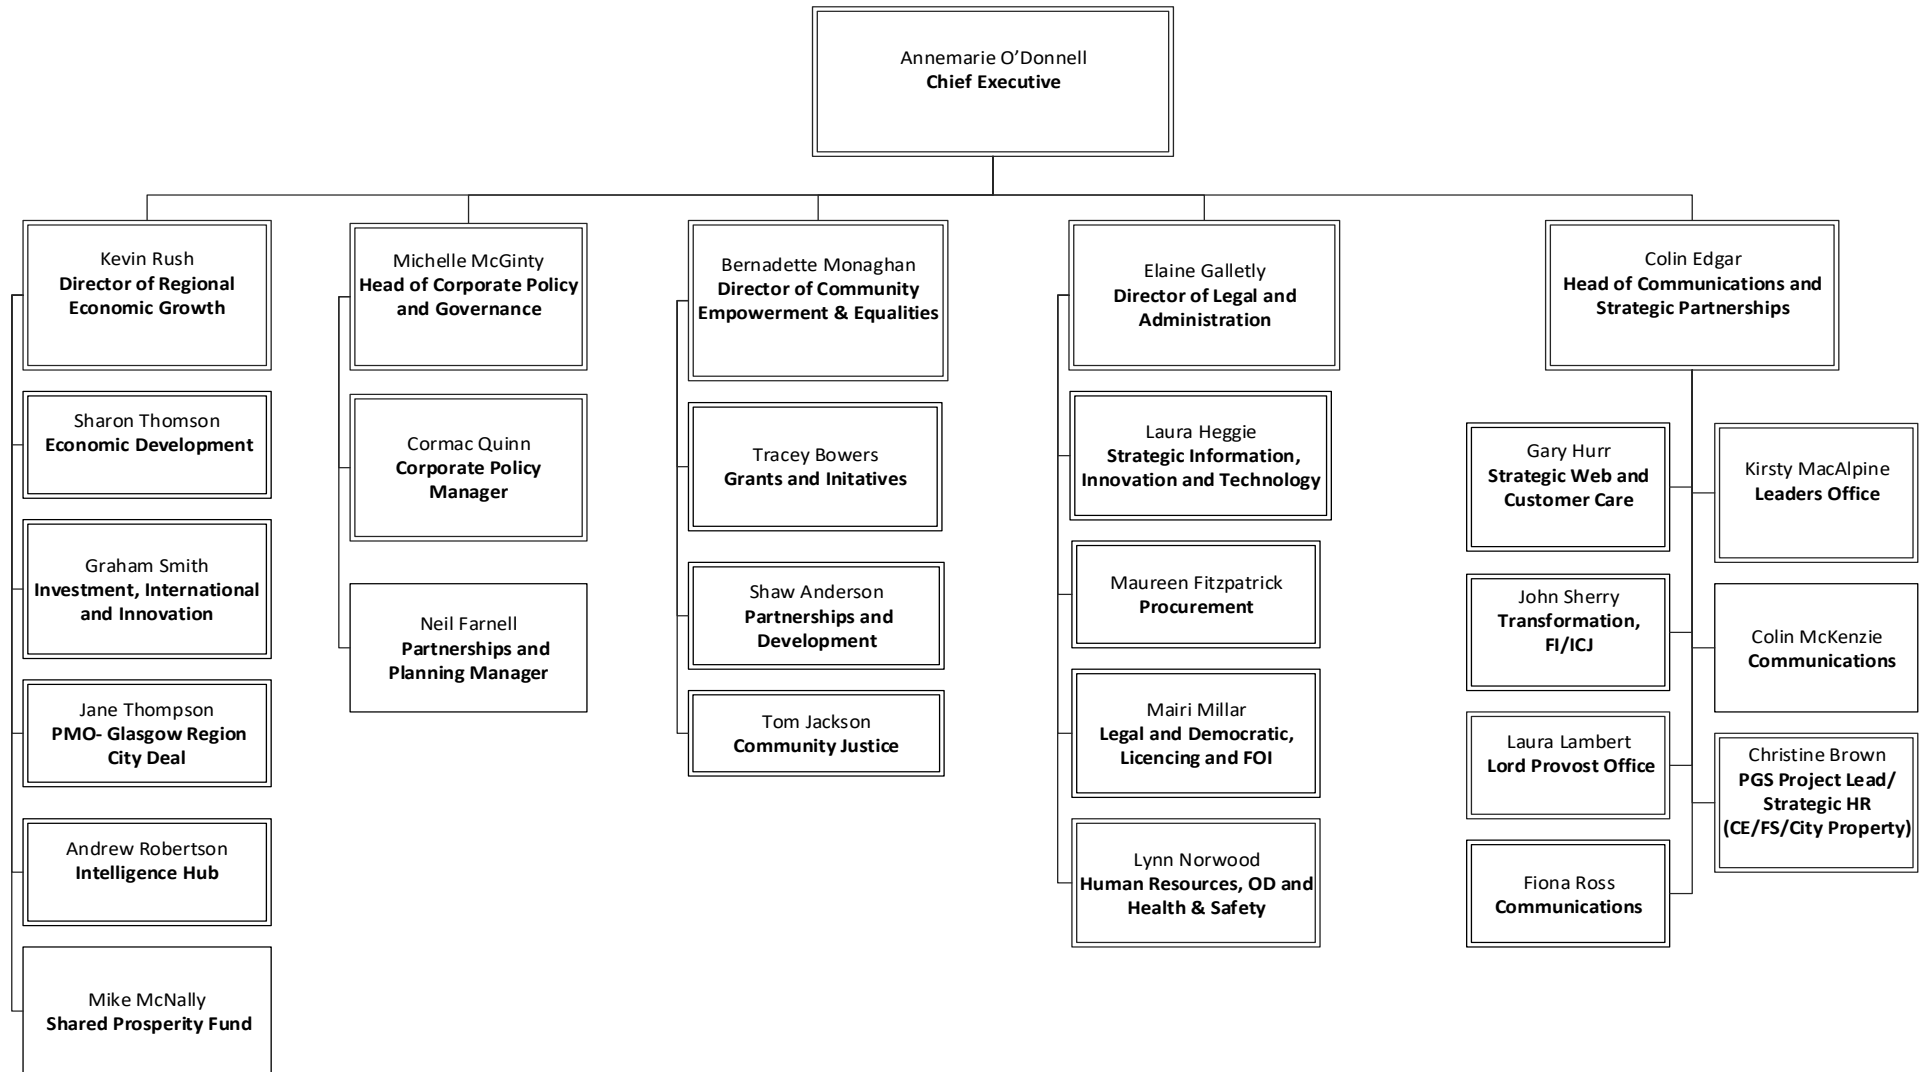 Annemarie O’Donnell
Chief Executive
Kevin Rush
Director of Regional
Economic Growth
Sharon Thomson
Economic Development
Graham Smith
Investment, International
and Innovation
Jane Thompson
PMO- Glasgow Region
City Deal
Andrew Robertson
Intelligence Hub
Mike McNally
Shared Prosperity Fund
Michelle McGinty
Head of Corporate Policy
and Governance
Cormac Quinn
Corporate Policy
Manager
Neil Farnell
Partnerships and
Planning Manager
Bernadette Monaghan
Director of Community
Empowerment & Equalities
Tracey Bowers
Grants and Initatives
Shaw Anderson
Partnerships and
Development
Tom Jackson
Community Justice
Elaine Galletly
Director of Legal and
Administration
Laura Heggie
Strategic Information,
Innovation and Technology
Maureen Fitzpatrick
Procurement
Mairi Millar
Legal and Democratic,
Licencing and FOI
Lynn Norwood
Human Resources, OD and
Health & Safety
Colin Edgar
Head of Communications and
Strategic Partnerships
Gary Hurr
Strategic Web and
Customer Care
John Sherry
Transformation,
FI/ICJ
Laura Lambert
Lord Provost Office
Fiona Ross
Communications
Kirsty MacAlpine
Leaders Office
Colin McKenzie
Communications
Christine Brown
PGS Project Lead/
Strategic HR
(CE/FS/City Property)